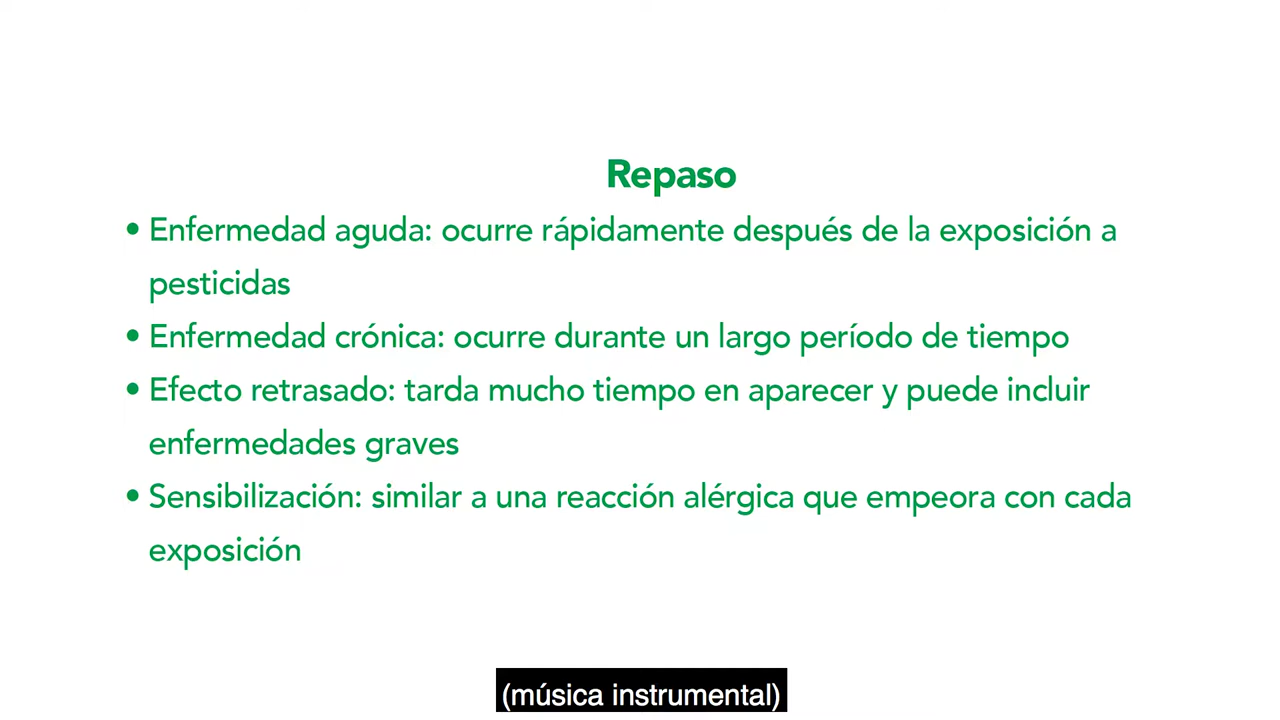 Repaso
• Enfermedad aguda: ocurre rápidamente después de la exposición a
pesticidas
• Enfermedad crónica: ocurre durante un largo período de tiempo
• Efecto retrasado: tarda mucho tiempo en aparecer y puede incluir
enfermedades graves
• Sensibilización: similar a una reacción alérgica que empeora con cada
exposición
(música instrumental)